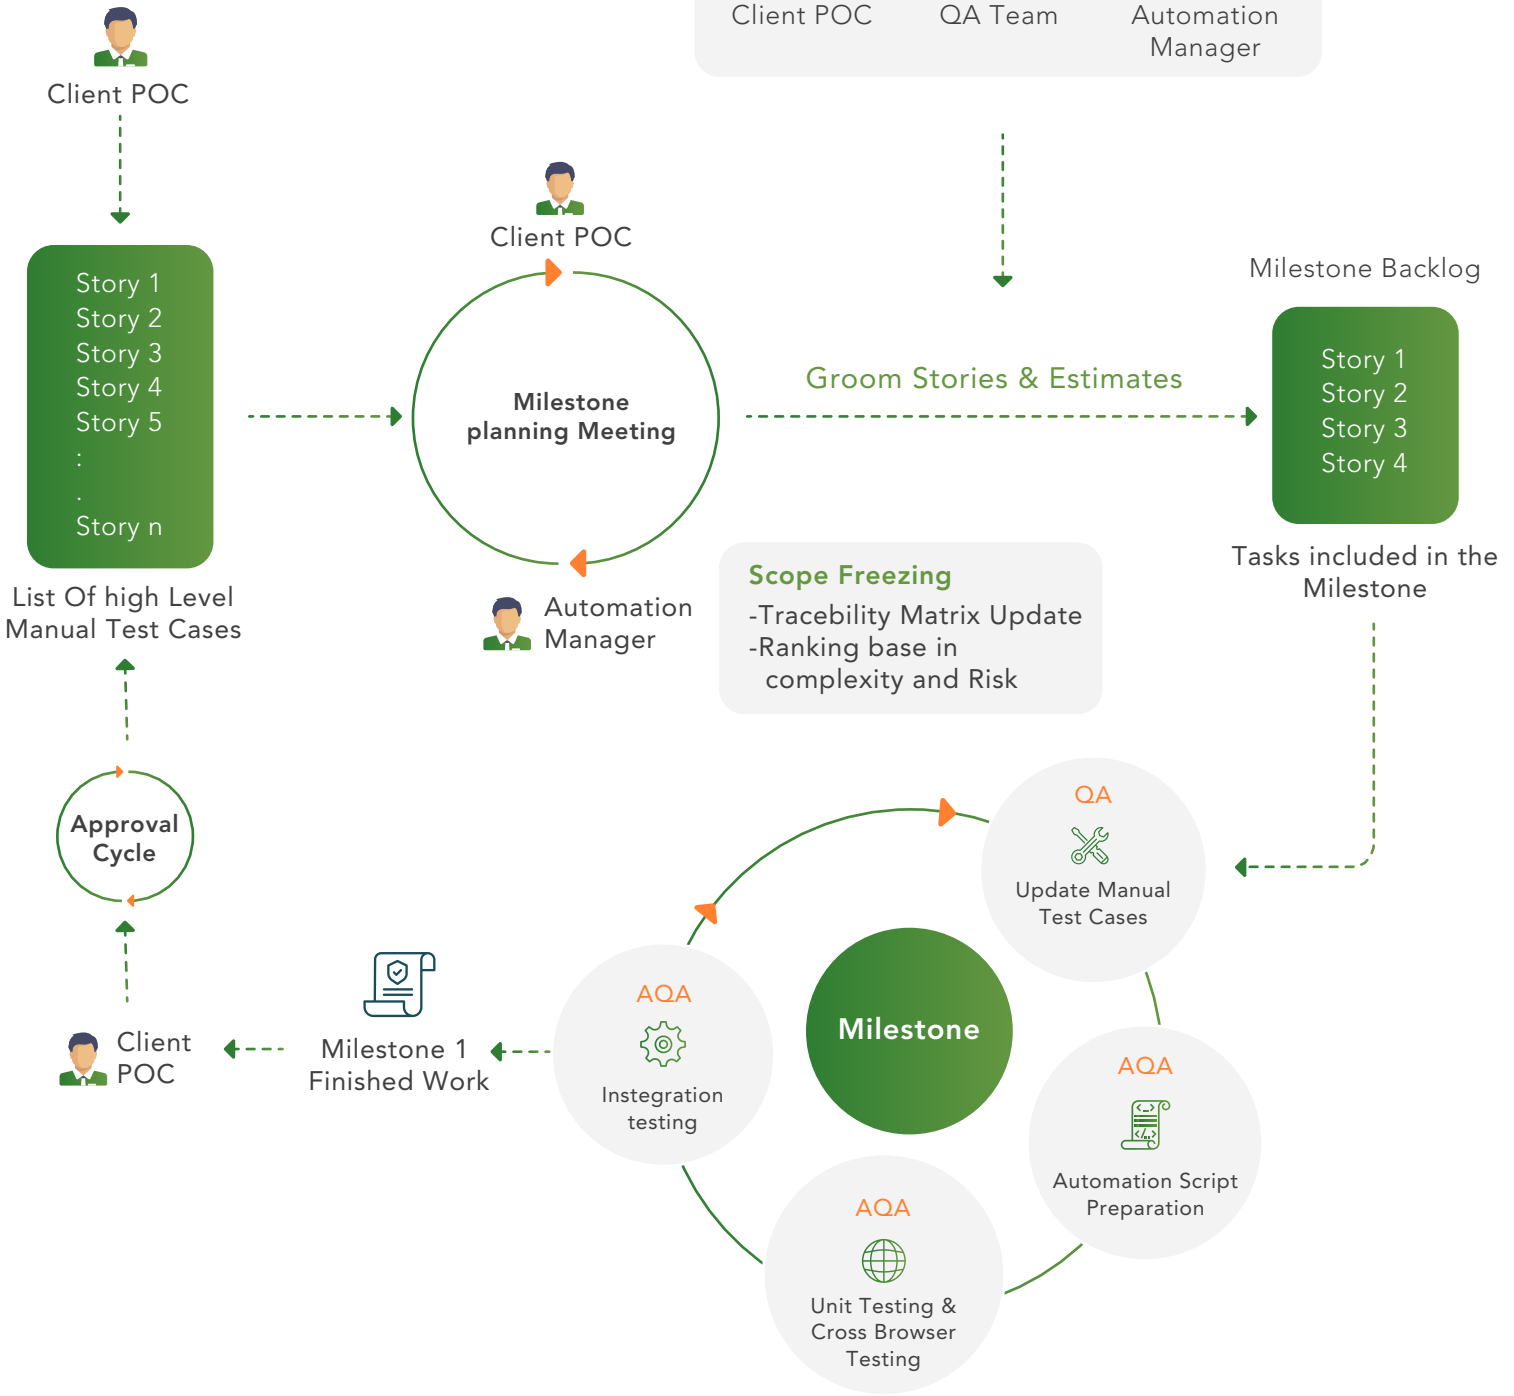 Client POC
QA Team
Automation
Manager
Client POC
Client POC
Story 1
Story 2
Story 3
Story 4
Story 5
:
.
Story n
List Of high Level
Manual Test Cases
Milestone
planning Meeting
Automation
Manager
Groom Stories & Estimates
Milestone Backlog
Story 1
Story 2
Story 3
Story 4
Tasks included in the
Milestone
Scope Freezing
-Tracebility Matrix Update
-Ranking base in
complexity and Risk
Approval
Cycle
Client
POC
Milestone 1
Finished Work
Milestone
QA
Update Manual
Test Cases
AQA
Automation Script
Preparation
AQA
Unit Testing &
Cross Browser
Testing
AQA
Instegration
testing